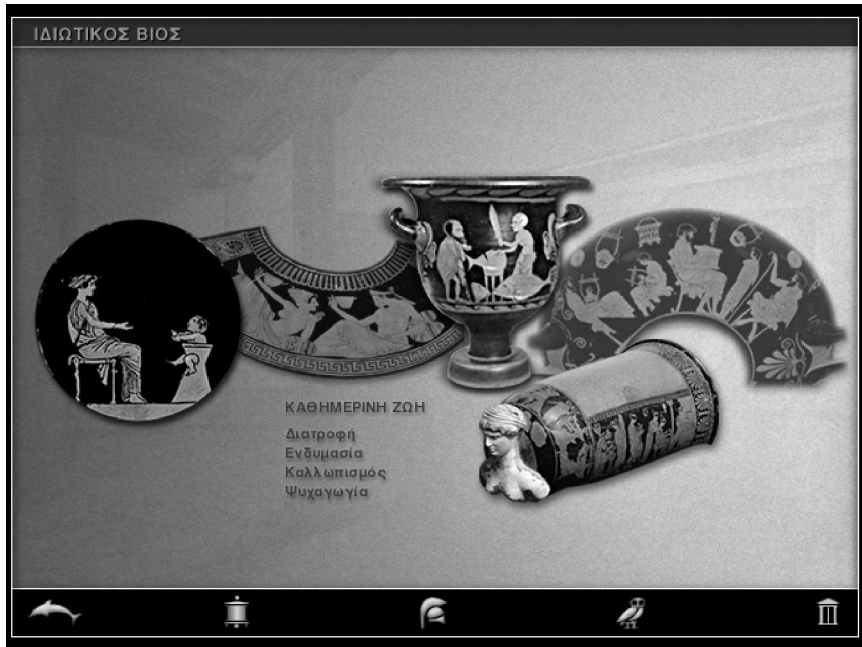 ΙΔΙΩΤΙΚΟΣ ΒΙΟΣ
ΚΑΘΗΜΕΡΙΝΗ ΖΩΗ
Διατροφή
Ενδυμασία
Καλλωπισμός
Ψυχαγωγία